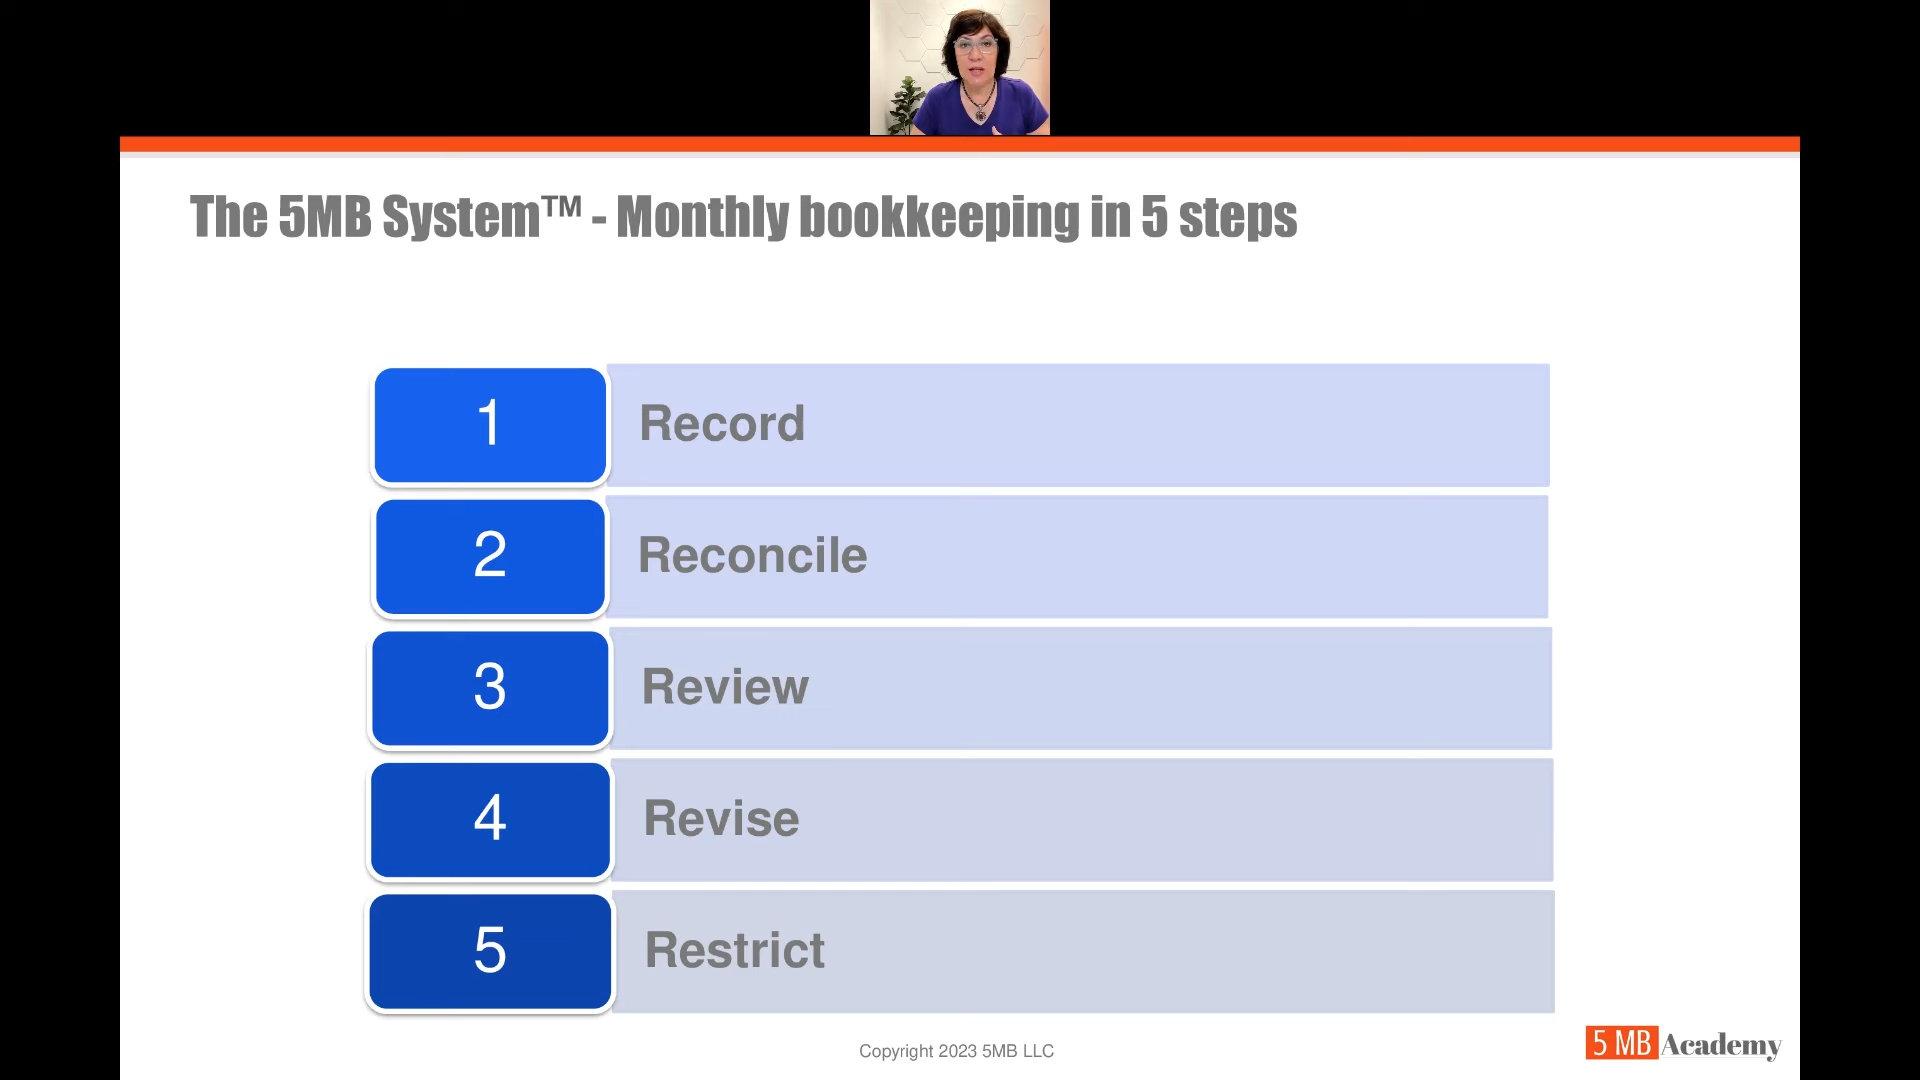 The 5MB System™ - Monthly bookkeeping in 5 steps
1 Record
2 Reconcile
3 Review
4 Revise
5 Restrict
Copyright 2023 5MB LLC
5 MB Academy